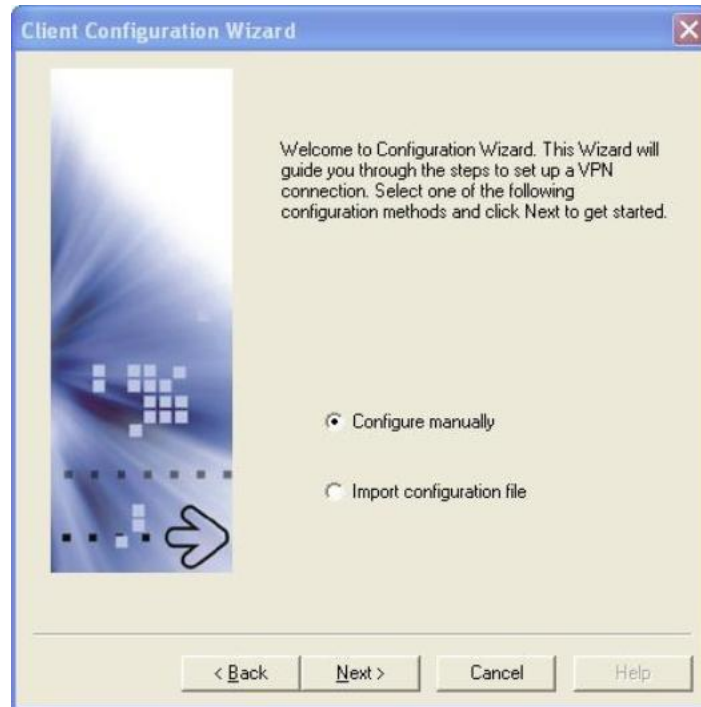 Client Configuration Wizard
Welcome to Configuration Wizard. This Wizard will
guide you through the steps to set up a VPN
connection. Select one of the following
configuration methods and click Next to get started.
Configure manually
Import configuration file
< Back
Next >
Cancel
Help